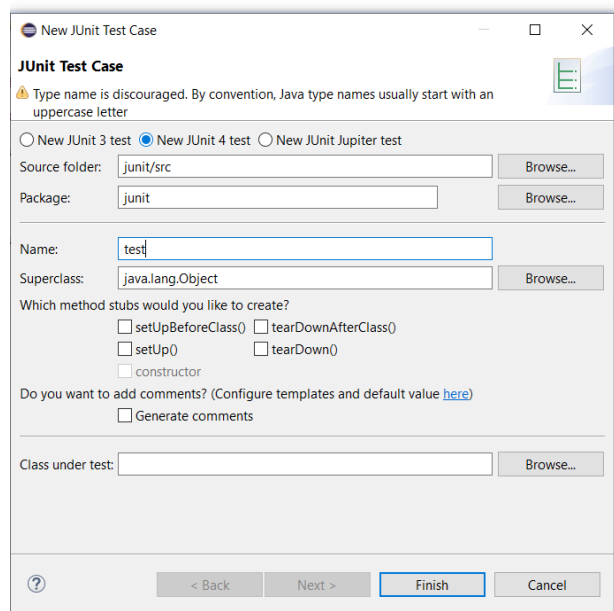 New JUnit Test Case
JUnit Test Case
Type name is discouraged. By convention, Java type names usually start with an
uppercase letter
New JUnit 3 test New JUnit 4 test New JUnit Jupiter test
Source folder: junit/src Browse...
Package: junit Browse...
Name: test
Superclass: java.lang.Object Browse...
Which method stubs would you like to create?
setUpBeforeClass() tearDownAfterClass()
setUp() tearDown()
constructor
Do you want to add comments? (Configure templates and default value here)
Generate comments
Class under test: Browse...
? < Back Next > Finish Cancel